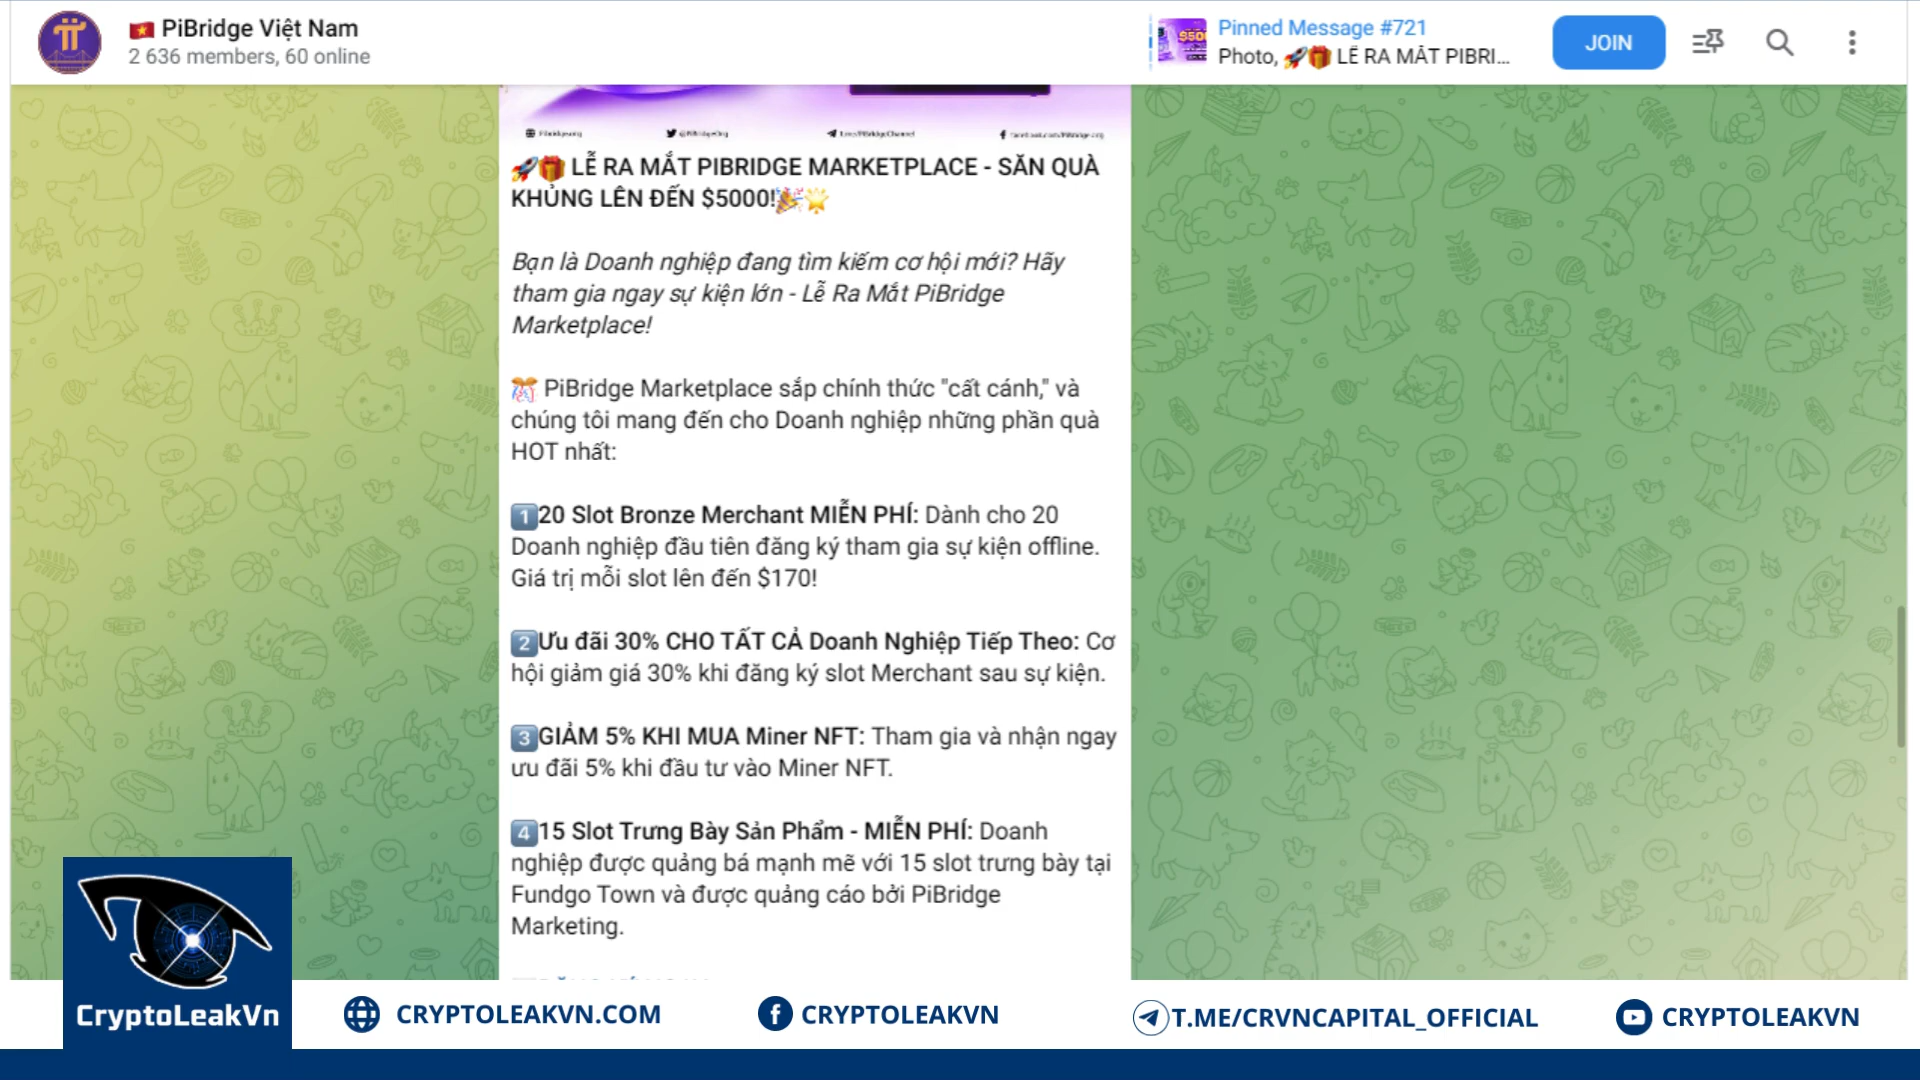 PiBridge Việt Nam
2 636 members, 60 online
Pinned Message #721
Photo, 🚀🎁 LỄ RA MẮT PIBRI...
JOIN
🚀🎁 LỄ RA MẮT PIBRIDGE MARKETPLACE - SĂN QUÀ
KHỦNG LÊN ĐẾN $5000!🎉🌟
Bạn là Doanh nghiệp đang tìm kiếm cơ hội mới? Hãy
tham gia ngay sự kiện lớn - Lễ Ra Mắt PiBridge
Marketplace!
🎊 PiBridge Marketplace sắp chính thức "cất cánh," và
chúng tôi mang đến cho Doanh nghiệp những phần quà
HOT nhất:
1️⃣20 Slot Bronze Merchant MIỄN PHÍ: Dành cho 20
Doanh nghiệp đầu tiên đăng ký tham gia sự kiện offline.
Giá trị mỗi slot lên đến $170!
2️⃣Ưu đãi 30% CHO TẤT CẢ Doanh Nghiệp Tiếp Theo: Cơ
hội giảm giá 30% khi đăng ký slot Merchant sau sự kiện.
3️⃣GIẢM 5% KHI MUA Miner NFT: Tham gia và nhận ngay
ưu đãi 5% khi đầu tư vào Miner NFT.
4️⃣15 Slot Trưng Bày Sản Phẩm - MIỄN PHÍ: Doanh
nghiệp được quảng bá mạnh mẽ với 15 slot trưng bày tại
Fundgo Town và được quảng cáo bởi PiBridge
Marketing.
CryptoLeakVn
CRYPTOLEAKVN.COM
CRYPTOLEAKVN
T.ME/CRVNCAPITAL_OFFICIAL
CRYPTOLEAKVN